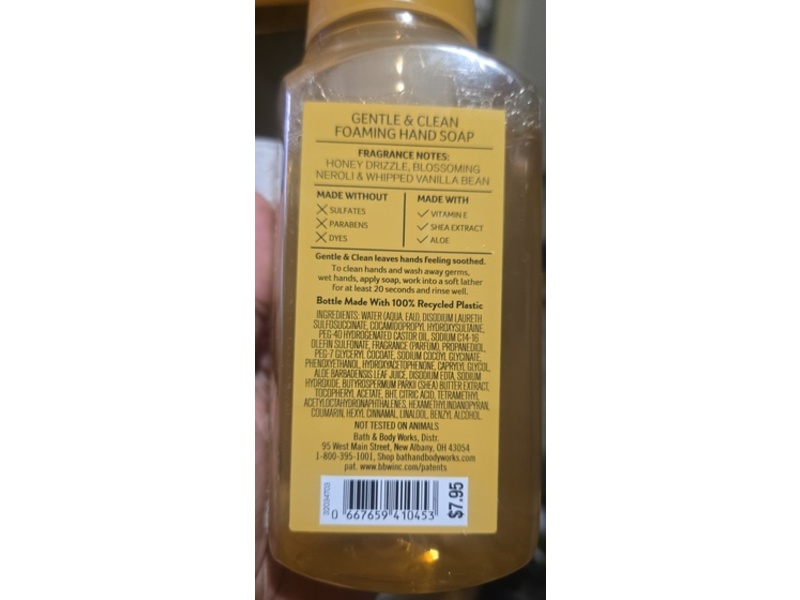 GENTLE & CLEAN
FOAMING HAND SOAP
FRAGRANCE NOTES:
HONEY DRIZZLE, BLOSSOMING
NEROLI & WHIPPED VANILLA BEAN
MADE WITHOUT
SULFATES
PARABENS
DYES
MADE WITH
VITAMIN E
SHEA EXTRACT
ALOE
Gentle & Clean leaves hands feeling soothed.
To clean hands and wash away germs,
wet hands, apply soap, work into a soft lather
for at least 20 seconds and rinse well.
Bottle Made With 100% Recycled Plastic
INGREDIENTS: WATER (AQUA, EAU), DISODIUM LAURETH
SULFOSUCCINATE, COCAMIDOPROPYL HYDROXYSULTAINE,
PEG-40 HYDROGENATED CASTOR OIL, SODIUM C14-16
OLEFIN SULFONATE, FRAGRANCE (PARFUM), PROPANEDIOL,
PEG-7 GLYCERYL COCOATE, SODIUM COCOYL GLYCINATE,
PHENOXYETHANOL, HYDROXYACETOPHENONE, CAPRYLYL GLYCOL,
ALOE BARBADENSIS LEAF JUICE, DISODIUM EDTA, SODIUM
HYDROXIDE, BUTYROSPERMUM PARKII (SHEA) BUTTER EXTRACT,
TOCOPHERYL ACETATE, BHT, CITRIC ACID, TETRAMETHYL
ACETYLOCTAHYDRONAPHTHALENES, HEXAMETHYLINDANOPYRAN,
COUMARIN, HEXYL CINNAMAL, LINALOOL, BENZYL ALCOHOL.
NOT TESTED ON ANIMALS
Bath & Body Works, Distr.
95 West Main Street, New Albany, OH 43054
1-800-395-1001, Shop bathandbodyworks.com
pat. www.bbwinc.com/patents
0 667659 410453
$7.95